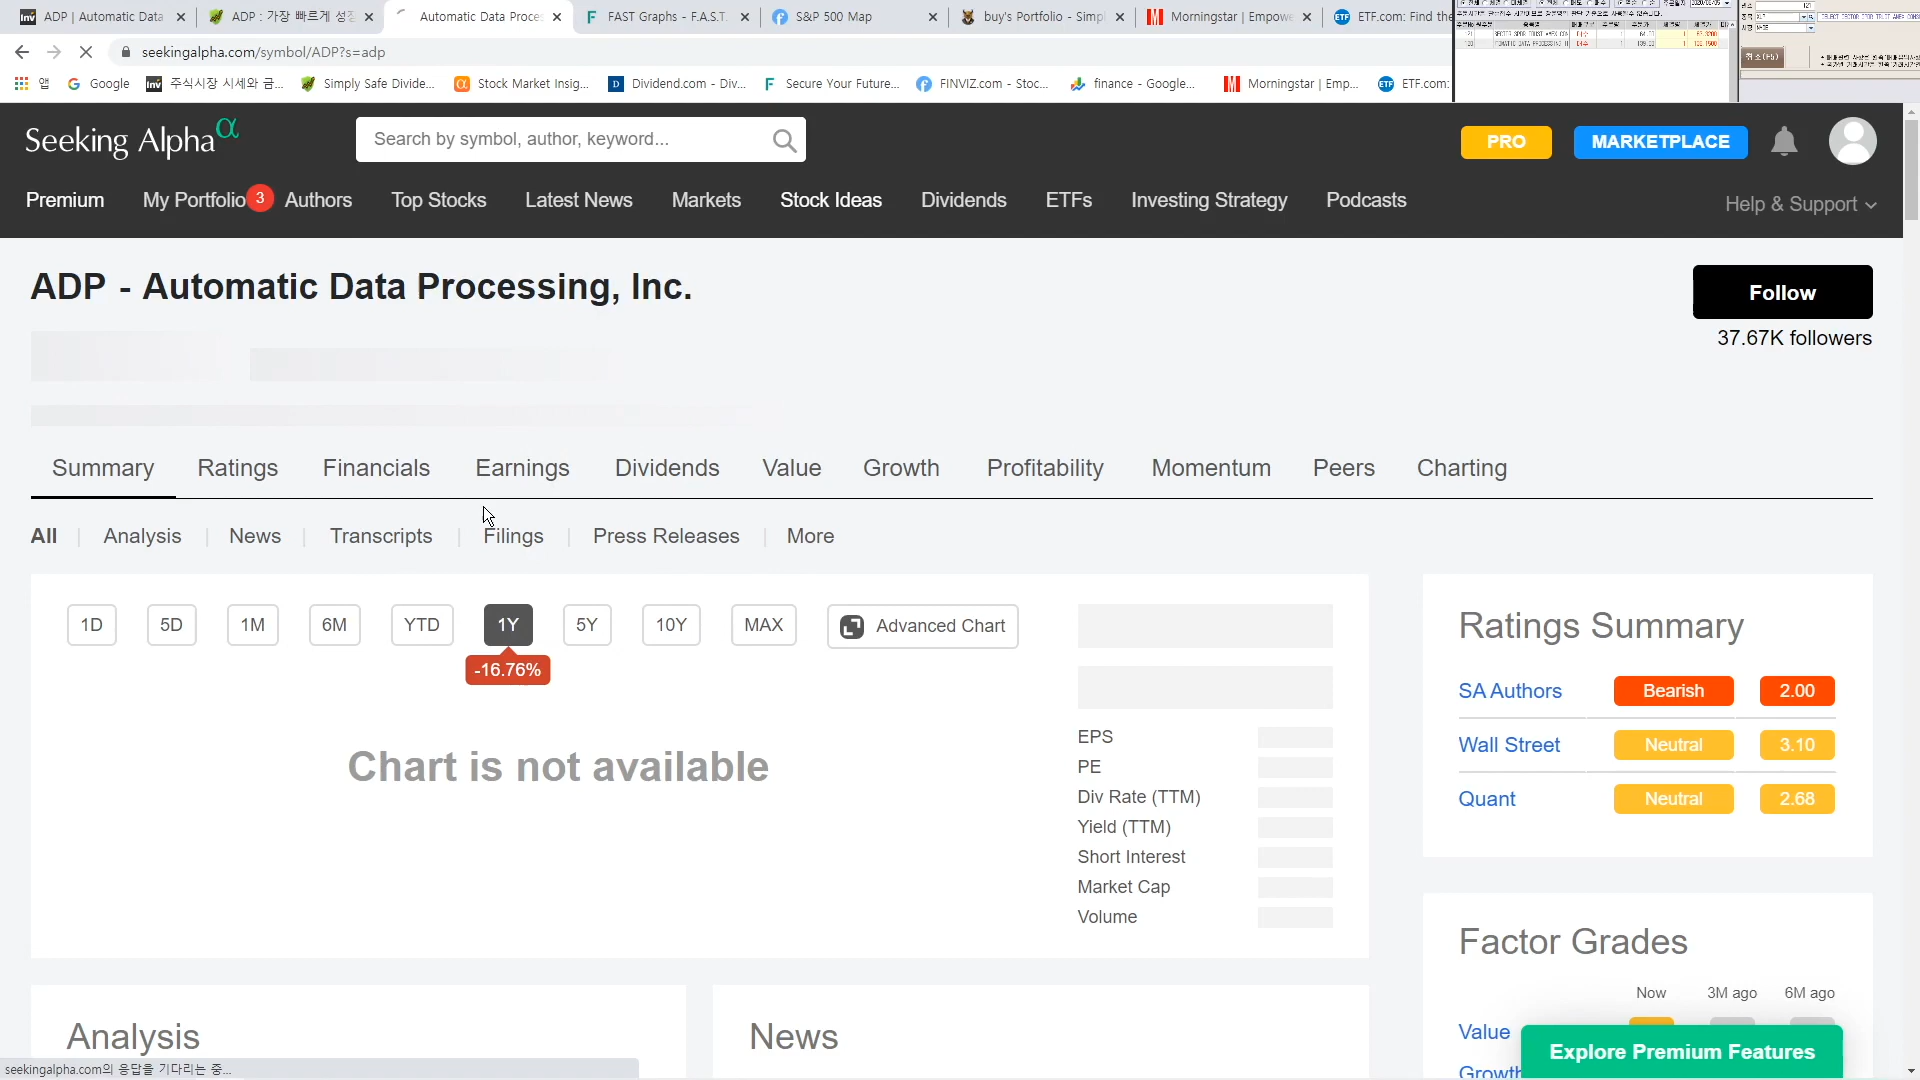 ADP | Automatic Data
ADP : 가장 빠르게 성장
Automatic Data Proces
FAST Graphs - F.A.S.T.
S&P 500 Map
buy's Portfolio - Simpl
Morningstar | Empowe
ETF.com: Find the
seekingalpha.com/symbol/ADP?s=adp
앱
Google
주식시장 시세와 금...
Simply Safe Divide...
Stock Market Insig...
Dividend.com - Div...
Secure Your Future...
FINVIZ.com - Stoc...
finance - Google...
Morningstar | Emp...
ETF.com:
취소(F5)
Seeking Alpha α
Search by symbol, author, keyword...
PRO
MARKETPLACE
Premium
My Portfolio 3
Authors
Top Stocks
Latest News
Markets
Stock Ideas
Dividends
ETFs
Investing Strategy
Podcasts
Help & Support
ADP - Automatic Data Processing, Inc.
Follow
37.67K followers
Summary
Ratings
Financials
Earnings
Dividends
Value
Growth
Profitability
Momentum
Peers
Charting
All
Analysis
News
Transcripts
Filings
Press Releases
More
1D
5D
1M
6M
YTD
1Y
5Y
10Y
MAX
Advanced Chart
-16.76%
Chart is not available
EPS
PE
Div Rate (TTM)
Yield (TTM)
Short Interest
Market Cap
Volume
Ratings Summary
SA Authors Bearish 2.00
Wall Street Neutral 3.10
Quant Neutral 2.68
Factor Grades
Now 3M ago 6M ago
Value
Growth
Explore Premium Features
Analysis
News
seekingalpha.com의 응답을 기다리는 중...